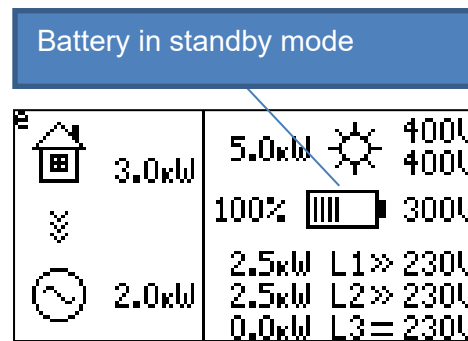 Battery in standby mode
e
3.0kW
2.0kW
5.0kW 400V
400V
100% 300V
2.5kW L1» 230V
2.5kW L2» 230V
0.0kW L3= 230V